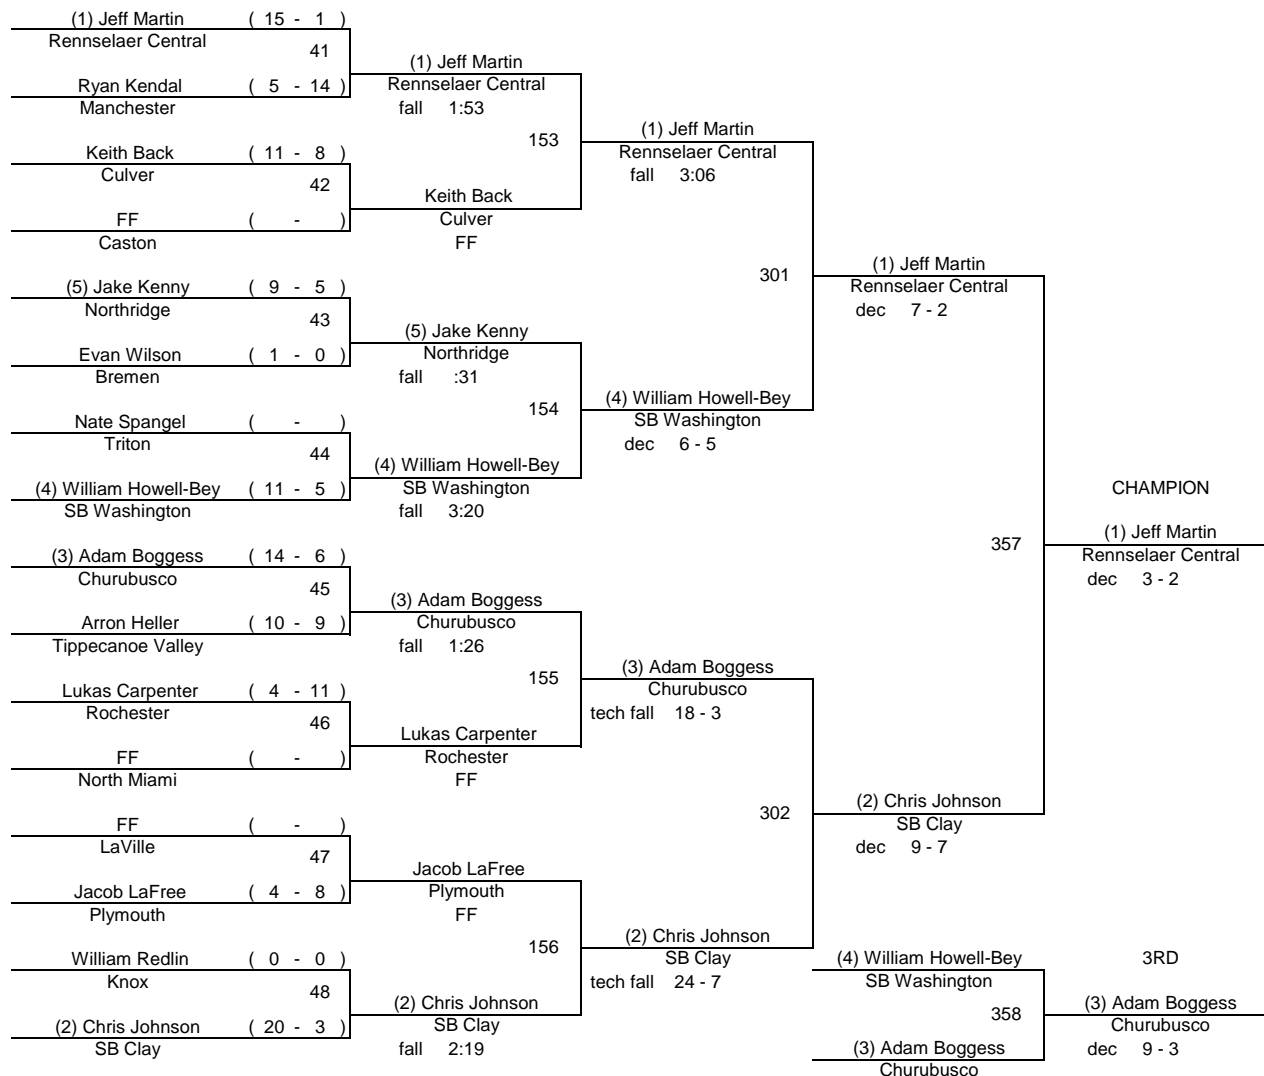 (1) Jeff Martin ( 15 - 1 )
Rennselaer Central
41
Ryan Kendal ( 5 - 14 )
Manchester
Keith Back ( 11 - 8 )
Culver
42
FF ( - )
Caston
(5) Jake Kenny ( 9 - 5 )
Northridge
43
Evan Wilson ( 1 - 0 )
Bremen
Nate Spangel ( - )
Triton
44
(4) William Howell-Bey ( 11 - 5 )
SB Washington
(3) Adam Boggess ( 14 - 6 )
Churubusco
45
Arron Heller ( 10 - 9 )
Tippecanoe Valley
Lukas Carpenter ( 4 - 11 )
Rochester
46
FF ( - )
North Miami
FF ( - )
LaVille
47
Jacob LaFree ( 4 - 8 )
Plymouth
William Redlin ( 0 - 0 )
Knox
48
(2) Chris Johnson ( 20 - 3 )
SB Clay
(1) Jeff Martin
Rennselaer Central
fall 1:53
153
Keith Back
Culver
FF
(5) Jake Kenny
Northridge
fall :31
154
(4) William Howell-Bey
SB Washington
fall 3:20
(3) Adam Boggess
Churubusco
fall 1:26
155
Lukas Carpenter
Rochester
FF
Jacob LaFree
Plymouth
FF
156
(2) Chris Johnson
SB Clay
fall 2:19
(1) Jeff Martin
Rennselaer Central
fall 3:06
301
(4) William Howell-Bey
SB Washington
dec 6 - 5
(3) Adam Boggess
Churubusco
tech fall 18 - 3
302
(2) Chris Johnson
SB Clay
tech fall 24 - 7
(1) Jeff Martin
Rennselaer Central
dec 7 - 2
357
(2) Chris Johnson
SB Clay
dec 9 - 7
CHAMPION
(1) Jeff Martin
Rennselaer Central
dec 3 - 2
(4) William Howell-Bey
SB Washington
358
(3) Adam Boggess
Churubusco
3RD
(3) Adam Boggess
Churubusco
dec 9 - 3